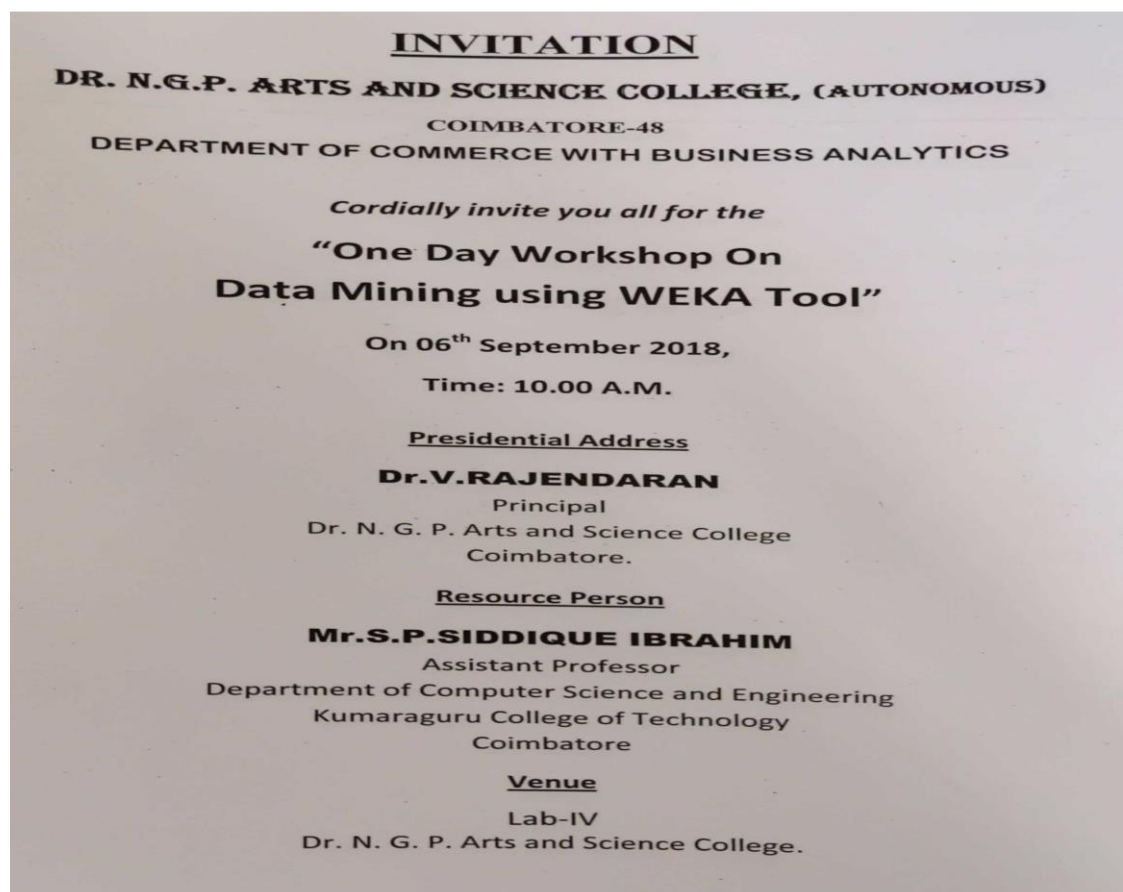 INVITATION
DR. N.G.P. ARTS AND SCIENCE COLLEGE, (AUTONOMOUS)
COIMBATORE-48
DEPARTMENT OF COMMERCE WITH BUSINESS ANALYTICS
Cordially invite you all for the
“One Day Workshop On
Data Mining using WEKA Tool”
On 06th September 2018,
Time: 10.00 A.M.
Presidential Address
Dr.V.RAJENDARAN
Principal
Dr. N. G. P. Arts and Science College
Coimbatore.
Resource Person
Mr.S.P.SIDDIQUE IBRAHIM
Assistant Professor
Department of Computer Science and Engineering
Kumaraguru College of Technology
Coimbatore
Venue
Lab-IV
Dr. N. G. P. Arts and Science College.